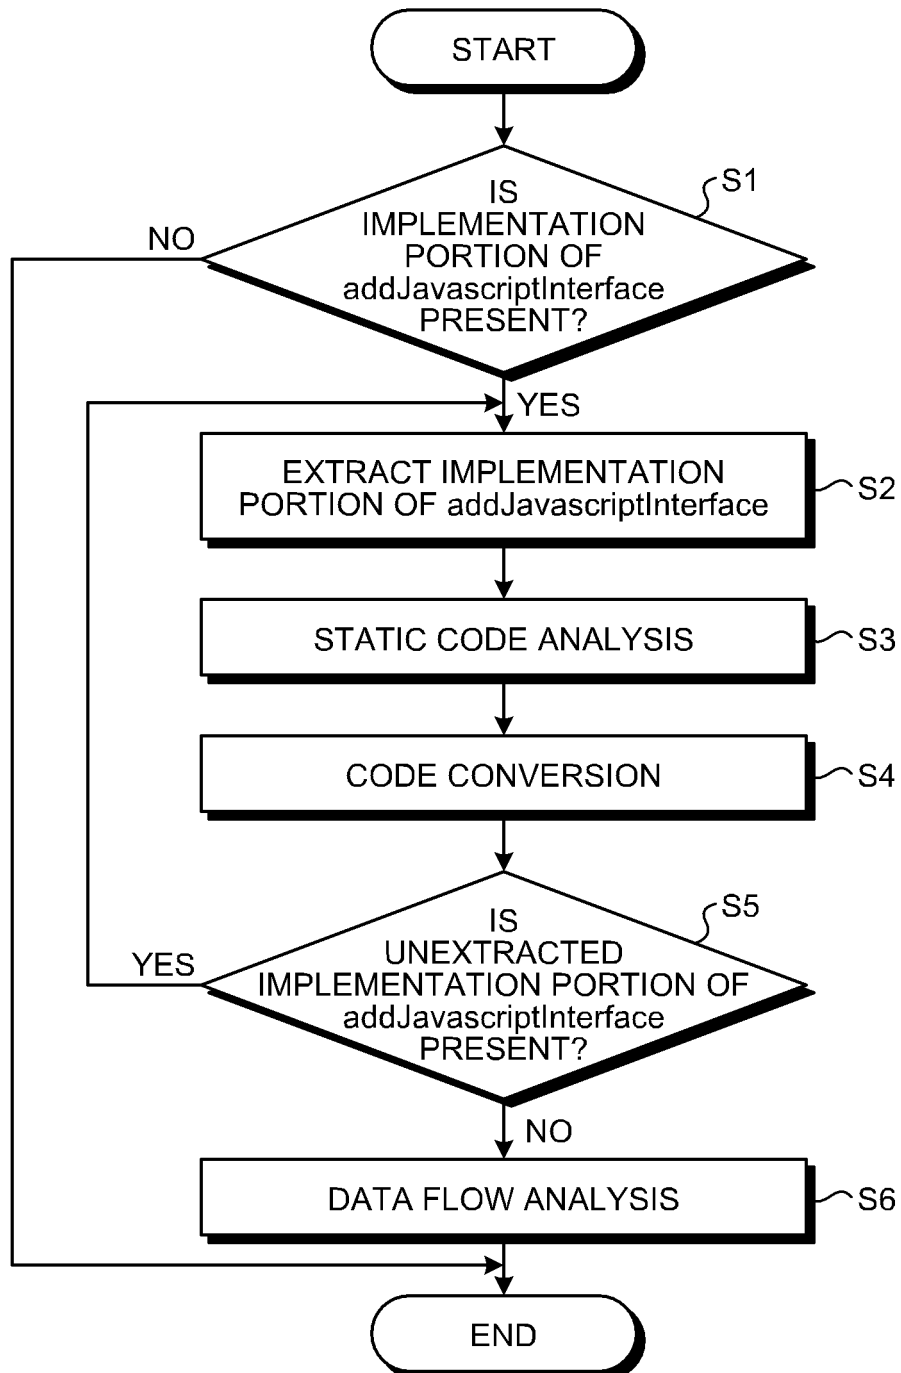 START
S1
IS
IMPLEMENTATION
PORTION OF
addJavascriptInterface
PRESENT?
NO
YES
EXTRACT IMPLEMENTATION
PORTION OF addJavascriptInterface
S2
STATIC CODE ANALYSIS
S3
CODE CONVERSION
S4
S5
IS
UNEXTRACTED
IMPLEMENTATION PORTION OF
addJavascriptInterface
PRESENT?
YES
NO
DATA FLOW ANALYSIS
S6
END